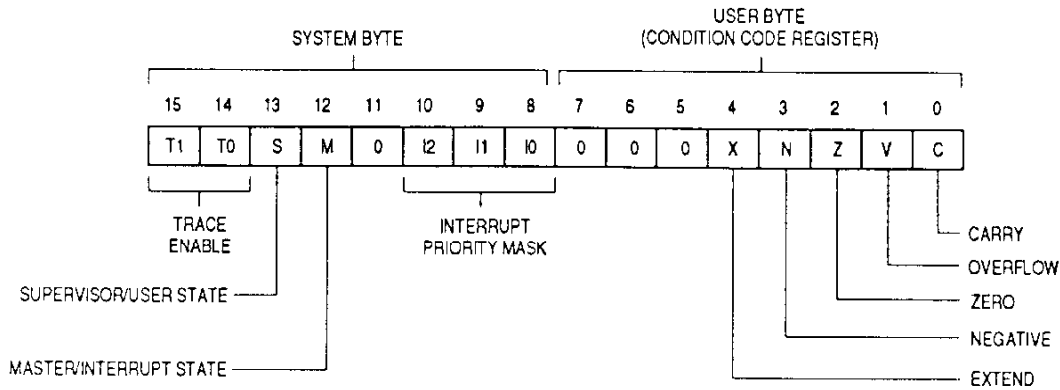 USER BYTE
SYSTEM BYTE (CONDITION CODE REGISTER)
15 14 13 12 11 10 9 8 7 6 5 4 3 2 1 0
T1 T0 S M 0 I2 I1 I0 0 0 0 X N Z V C
TRACE
ENABLE
INTERRUPT
PRIORITY MASK
CARRY
OVERFLOW
SUPERVISOR/USER STATE
ZERO
NEGATIVE
MASTER/INTERRUPT STATE
EXTEND